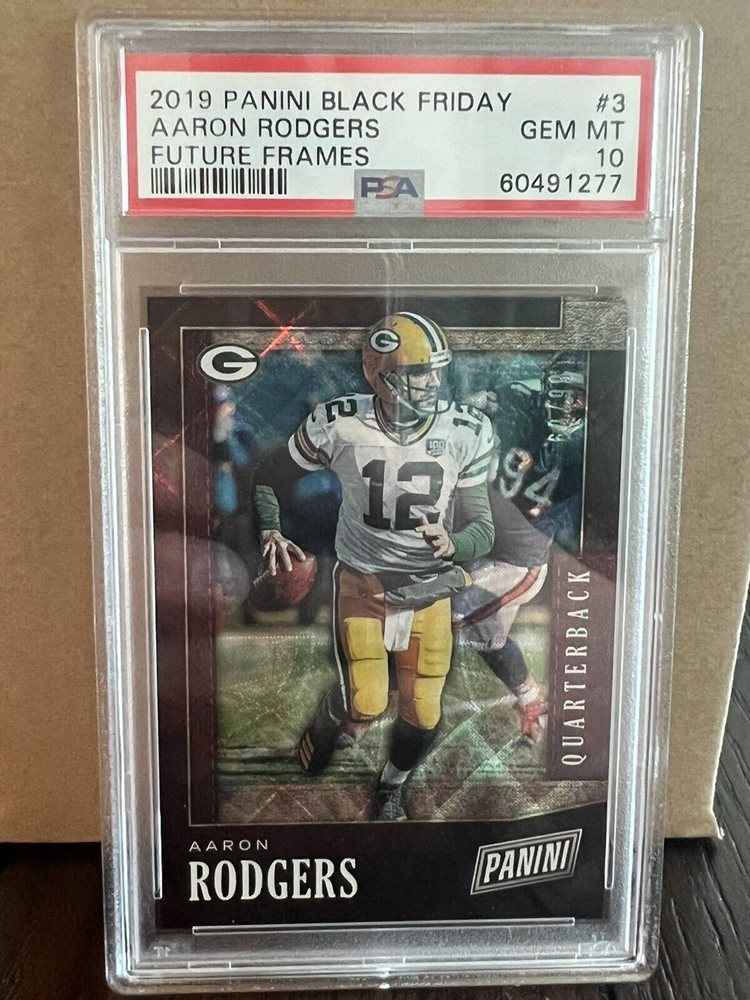 2019 PANINI BLACK FRIDAY #3
AARON RODGERS GEM MT
FUTURE FRAMES 10
PSA 60491277
G
12
12
12
94
QUARTERBACK
AARON
RODGERS
PANINI